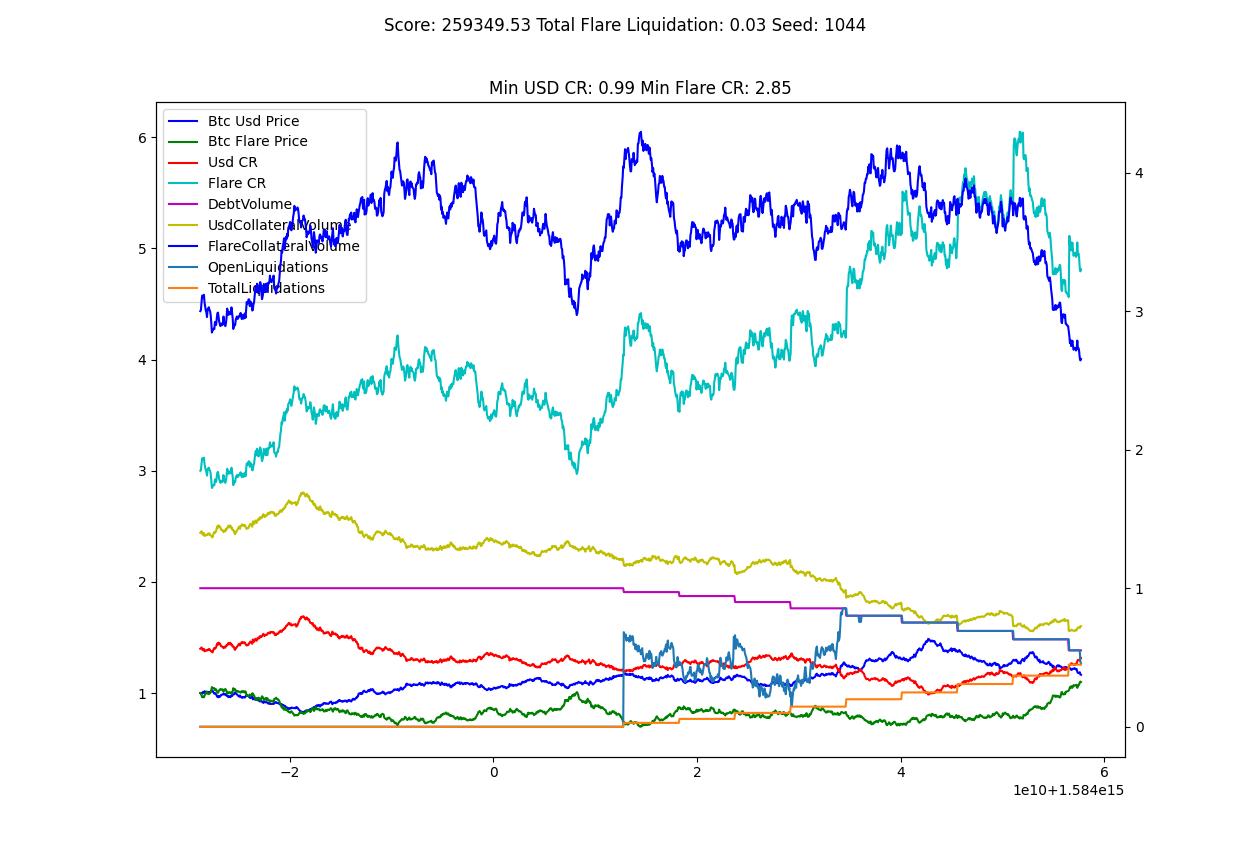 Score: 259349.53 Total Flare Liquidation: 0.03 Seed: 1044
Min USD CR: 0.99 Min Flare CR: 2.85
Btc Usd Price
Btc Flare Price
Usd CR
Flare CR
DebtVolume
UsdCollateralVolume
FlareCollateralVolume
OpenLiquidations
TotalLiquidations
6
5
4
3
2
1
4
3
2
1
0
−2
0
2
4
6
1e10+1.584e15